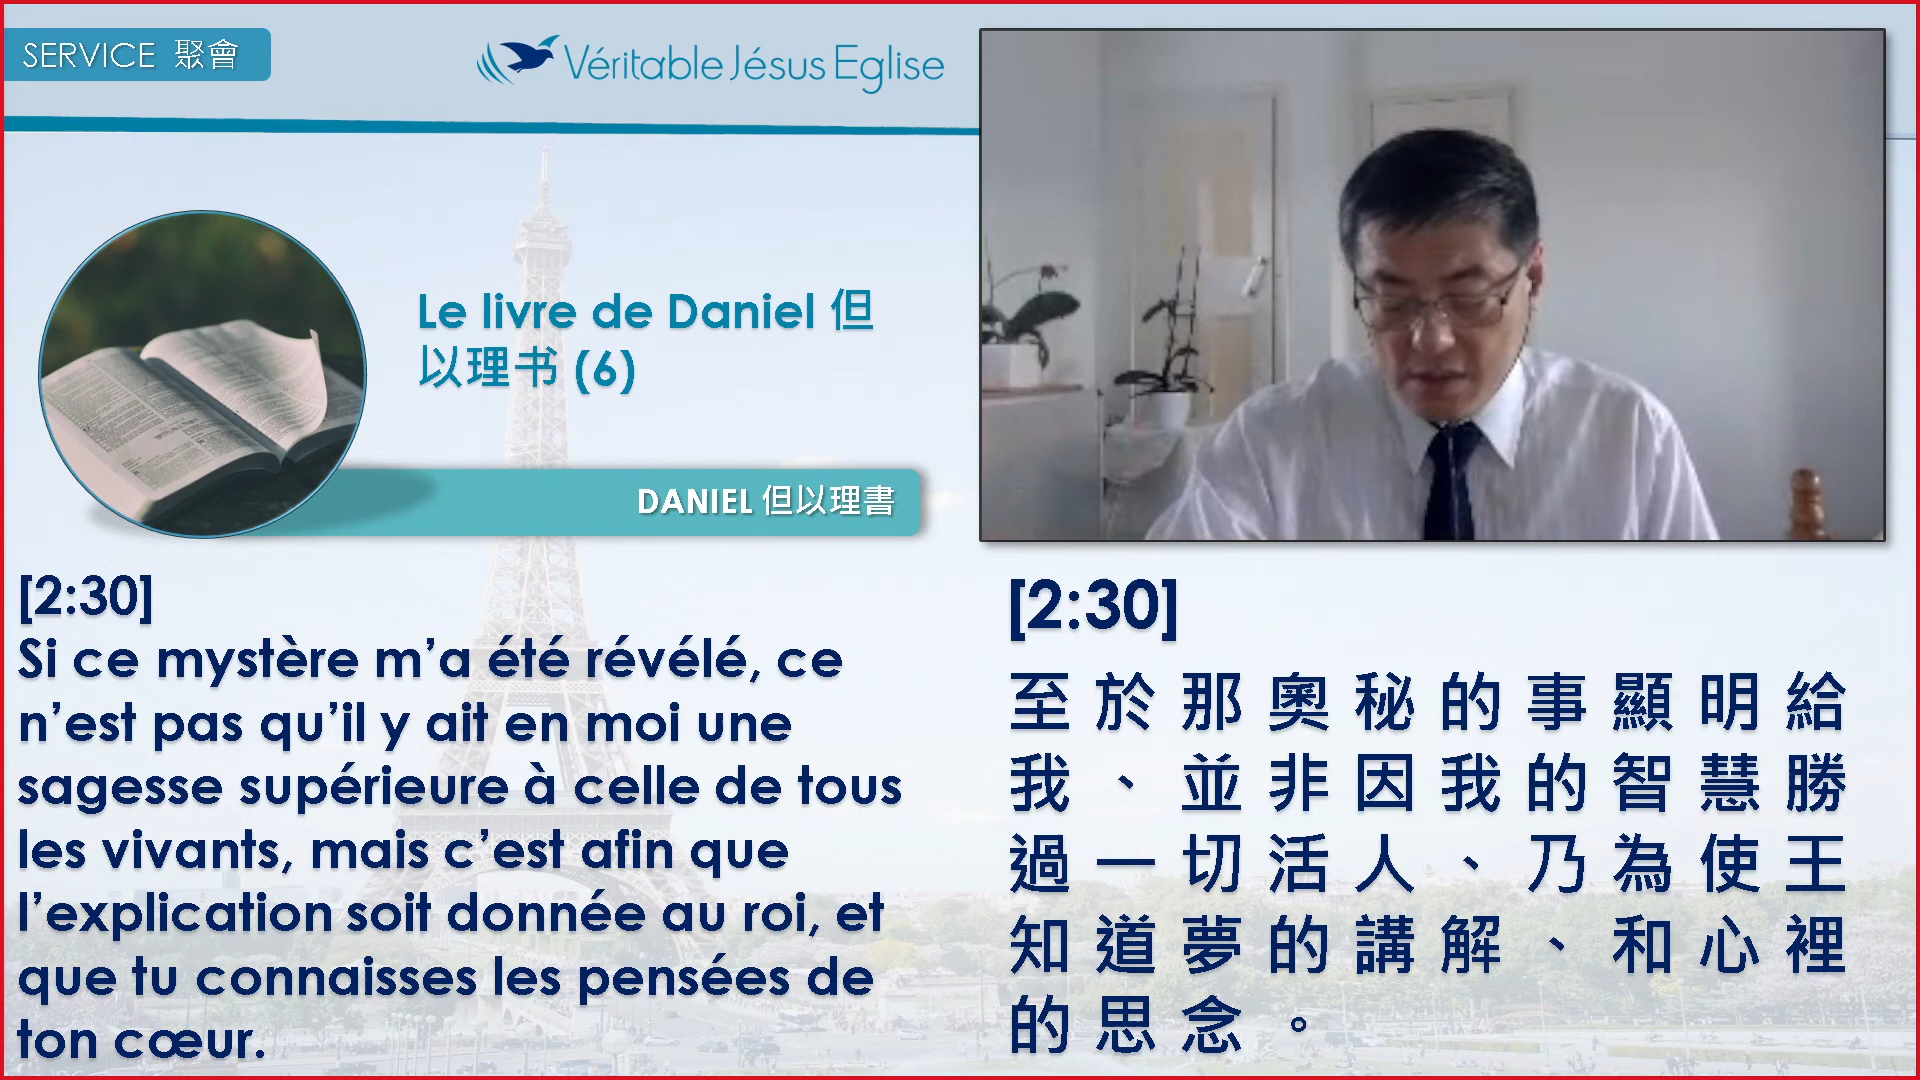 SERVICE 聚會
Véritable Jésus Eglise
Le livre de Daniel 但
以理书 (6)
DANIEL 但以理書
[2:30]
Si ce mystère m’a été révélé, ce
n’est pas qu’il y ait en moi une
sagesse supérieure à celle de tous
les vivants, mais c’est afin que
l’explication soit donnée au roi, et
que tu connaisses les pensées de
ton cœur.
[2:30]
至於那奧秘的事顯明給
我、並非因我的智慧勝
過一切活人、乃為使王
知道夢的講解、和心裡
的思念。